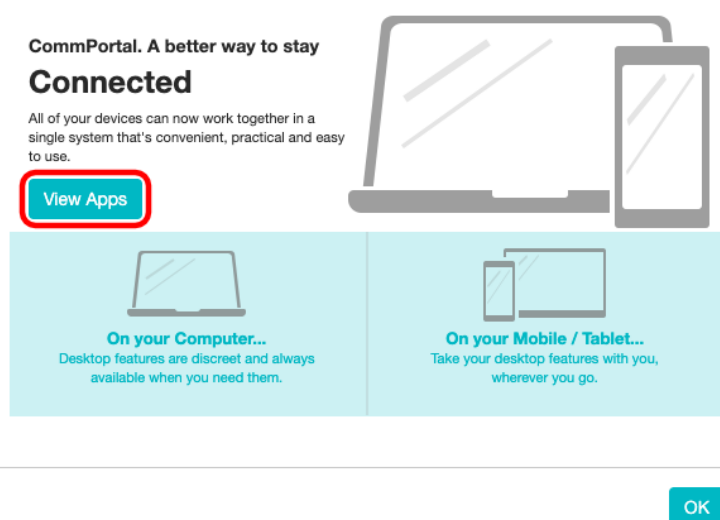 CommPortal. A better way to stay
Connected
All of your devices can now work together in a
single system that's convenient, practical and easy
to use.
View Apps
On your Computer...
Desktop features are discreet and always
available when you need them.
On your Mobile / Tablet...
Take your desktop features with you,
wherever you go.
OK